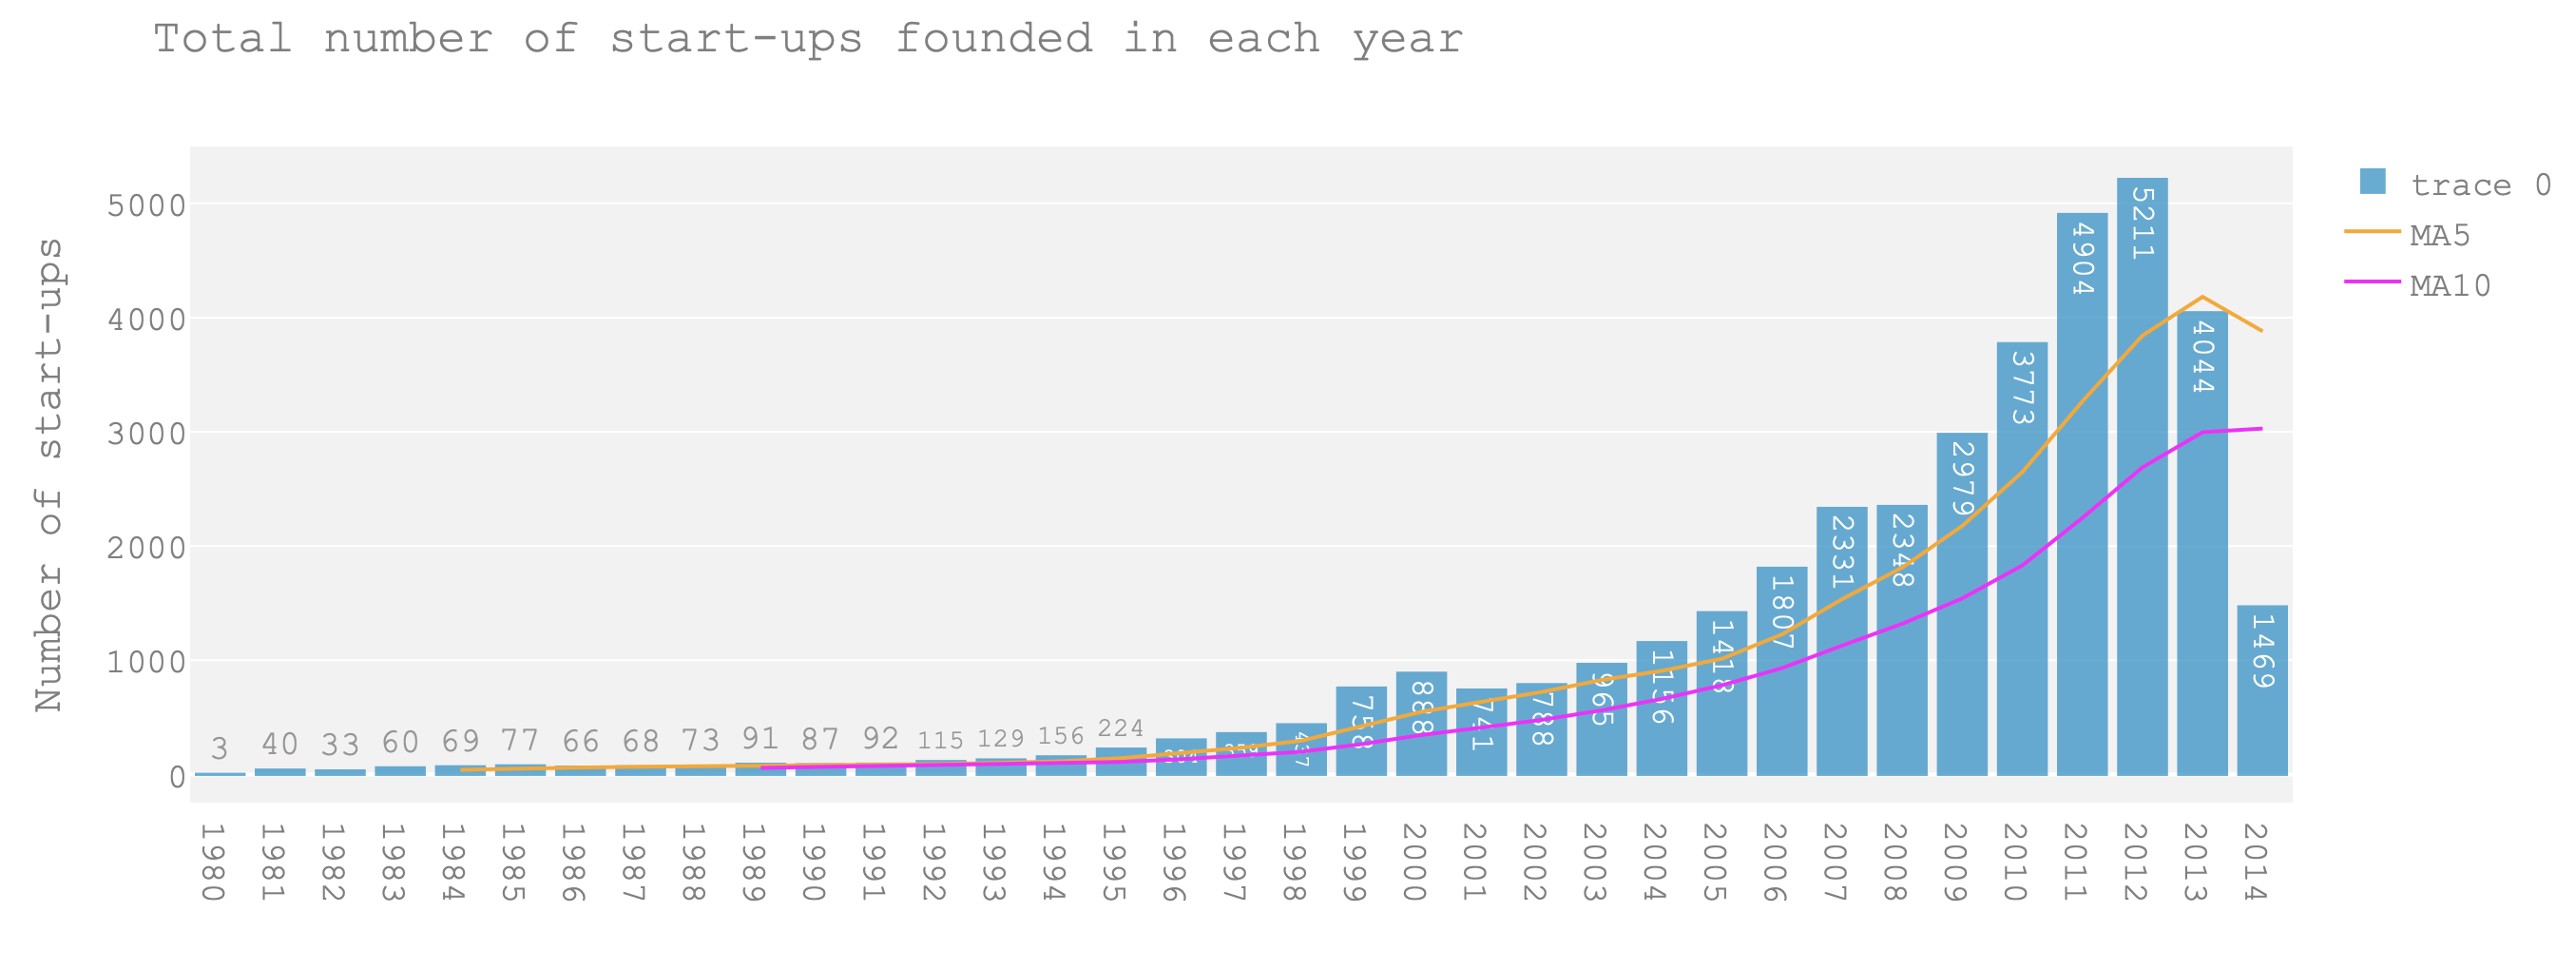 Total number of start-ups founded in each year
Number of start-ups
5000
4000
3000
2000
1000
0
3 40 33 60 69 77 66 68 73 91 87 92 115 129 156 224 359 437 758 888 741 788 965 1156 1418 1807 2331 2348 2979 3773 4904 5211 4044 1469
1980 1981 1982 1983 1984 1985 1986 1987 1988 1989 1990 1991 1992 1993 1994 1995 1996 1997 1998 1999 2000 2001 2002 2003 2004 2005 2006 2007 2008 2009 2010 2011 2012 2013 2014
trace 0
MA5
MA10